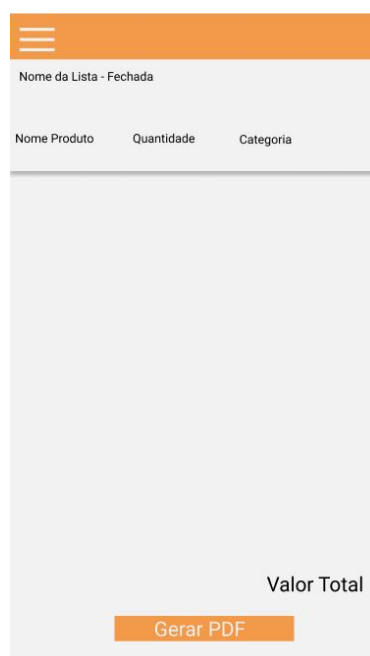 Nome da Lista - Fechada
Nome Produto Quantidade Categoria
Valor Total
Gerar PDF